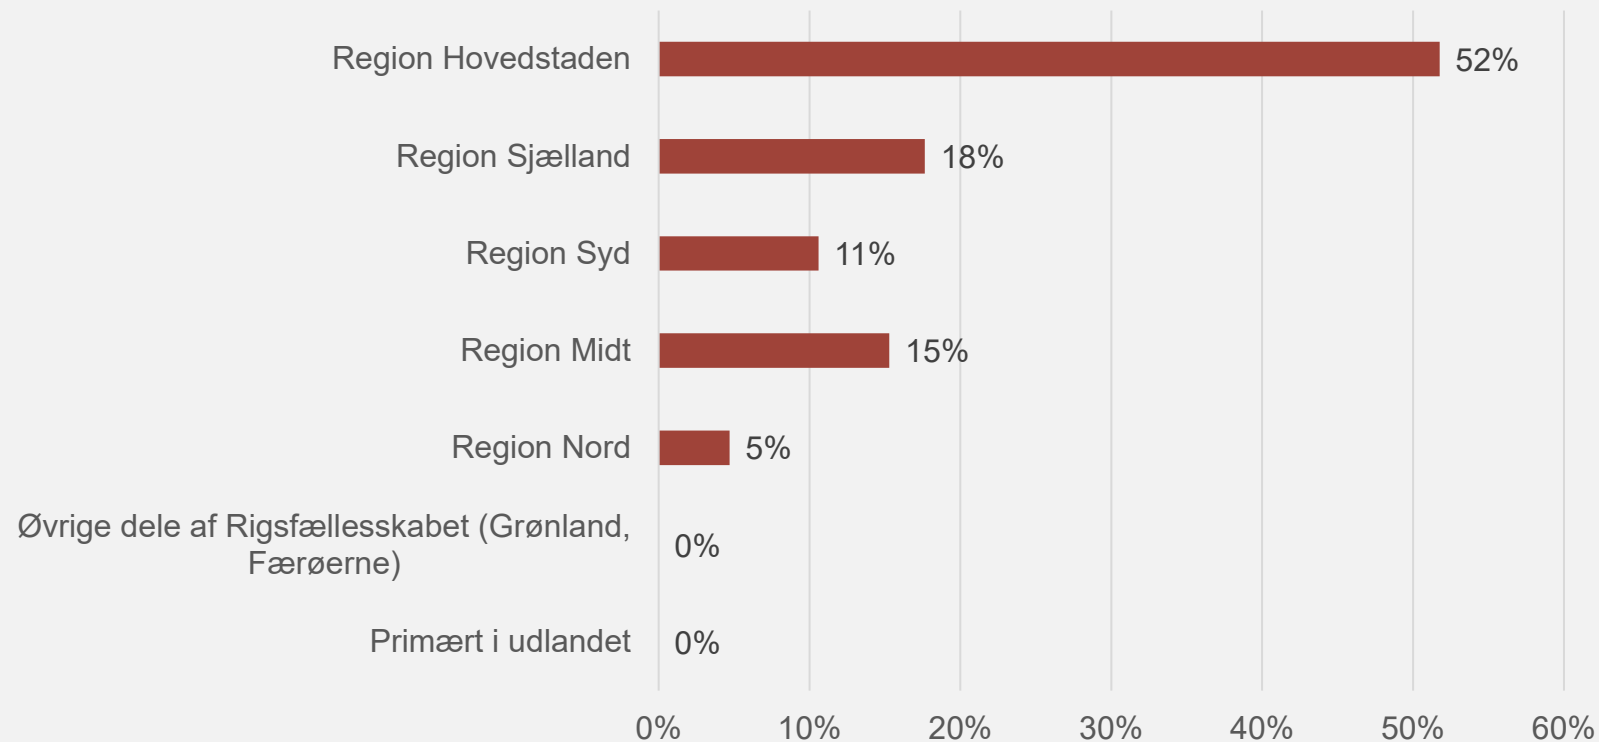 Region Hovedstaden 52%
Region Sjælland 18%
Region Syd 11%
Region Midt 15%
Region Nord 5%
Øvrige dele af Rigsfællesskabet (Grønland,
Færøerne) 0%
Primært i udlandet 0%
0% 10% 20% 30% 40% 50% 60%